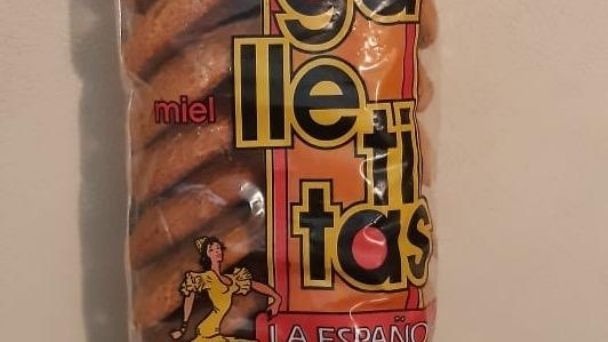 ga
lle
miel
ti
tas
LA ESPAÑO